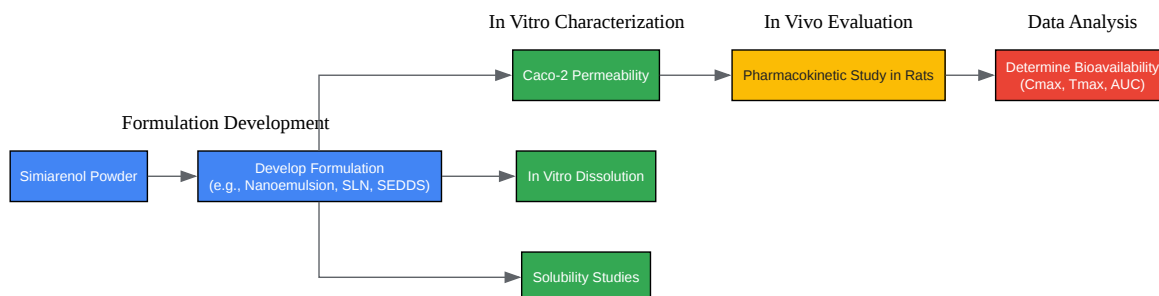 In Vitro Characterization
In Vivo Evaluation
Data Analysis
Caco-2 Permeability
Pharmacokinetic Study in Rats
Determine Bioavailability
(Cmax, Tmax, AUC)
Formulation Development
Simiarenol Powder
Develop Formulation
(e.g., Nanoemulsion, SLN, SEDDS)
In Vitro Dissolution
Solubility Studies